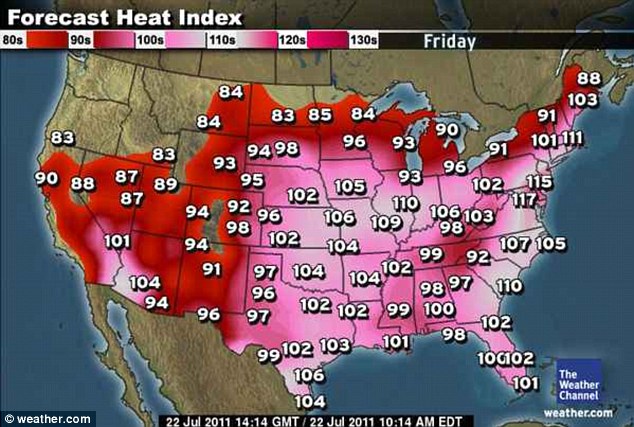 Forecast Heat Index
80s 90s 100s 110s 120s 130s Friday
84 88
84 83 85 84 103
83 96 93 90 91 101 111
83 93 94 98 96 91
90 88 87 89 95 105 93 102 115
87 94 92 96 102 106 110 106 103 117
98 102 109 98
101 94 104 99 92 107 105
104 91 97 104 104 102 98 97 110
94 96 96 102 102 99 100
97 102
99 102 103 101 98
106 100 102
104 101
The
Weather
Channel
weather.com
© weather.com 22 Jul 2011 14:14 GMT / 22 Jul 2011 10:14 AM EDT